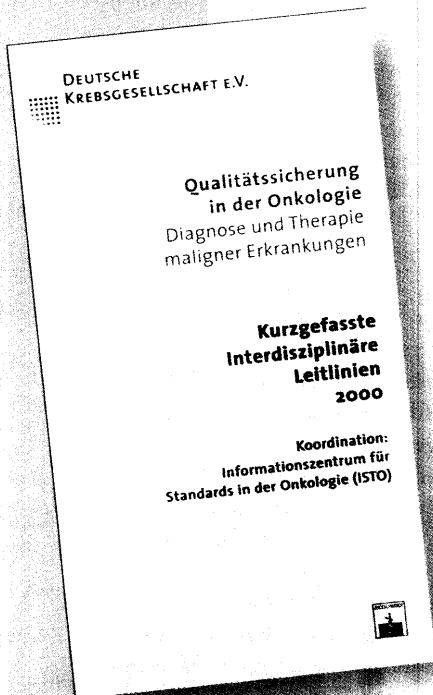 DEUTSCHE
KREBSGESELLSCHAFT E.V.
Qualitätssicherung
in der Onkologie
Diagnose und Therapie
maligner Erkrankungen
Kurzgefasste
Interdisziplinäre
Leitlinien
2000
Koordination:
Informationszentrum für
Standards in der Onkologie (ISTO)